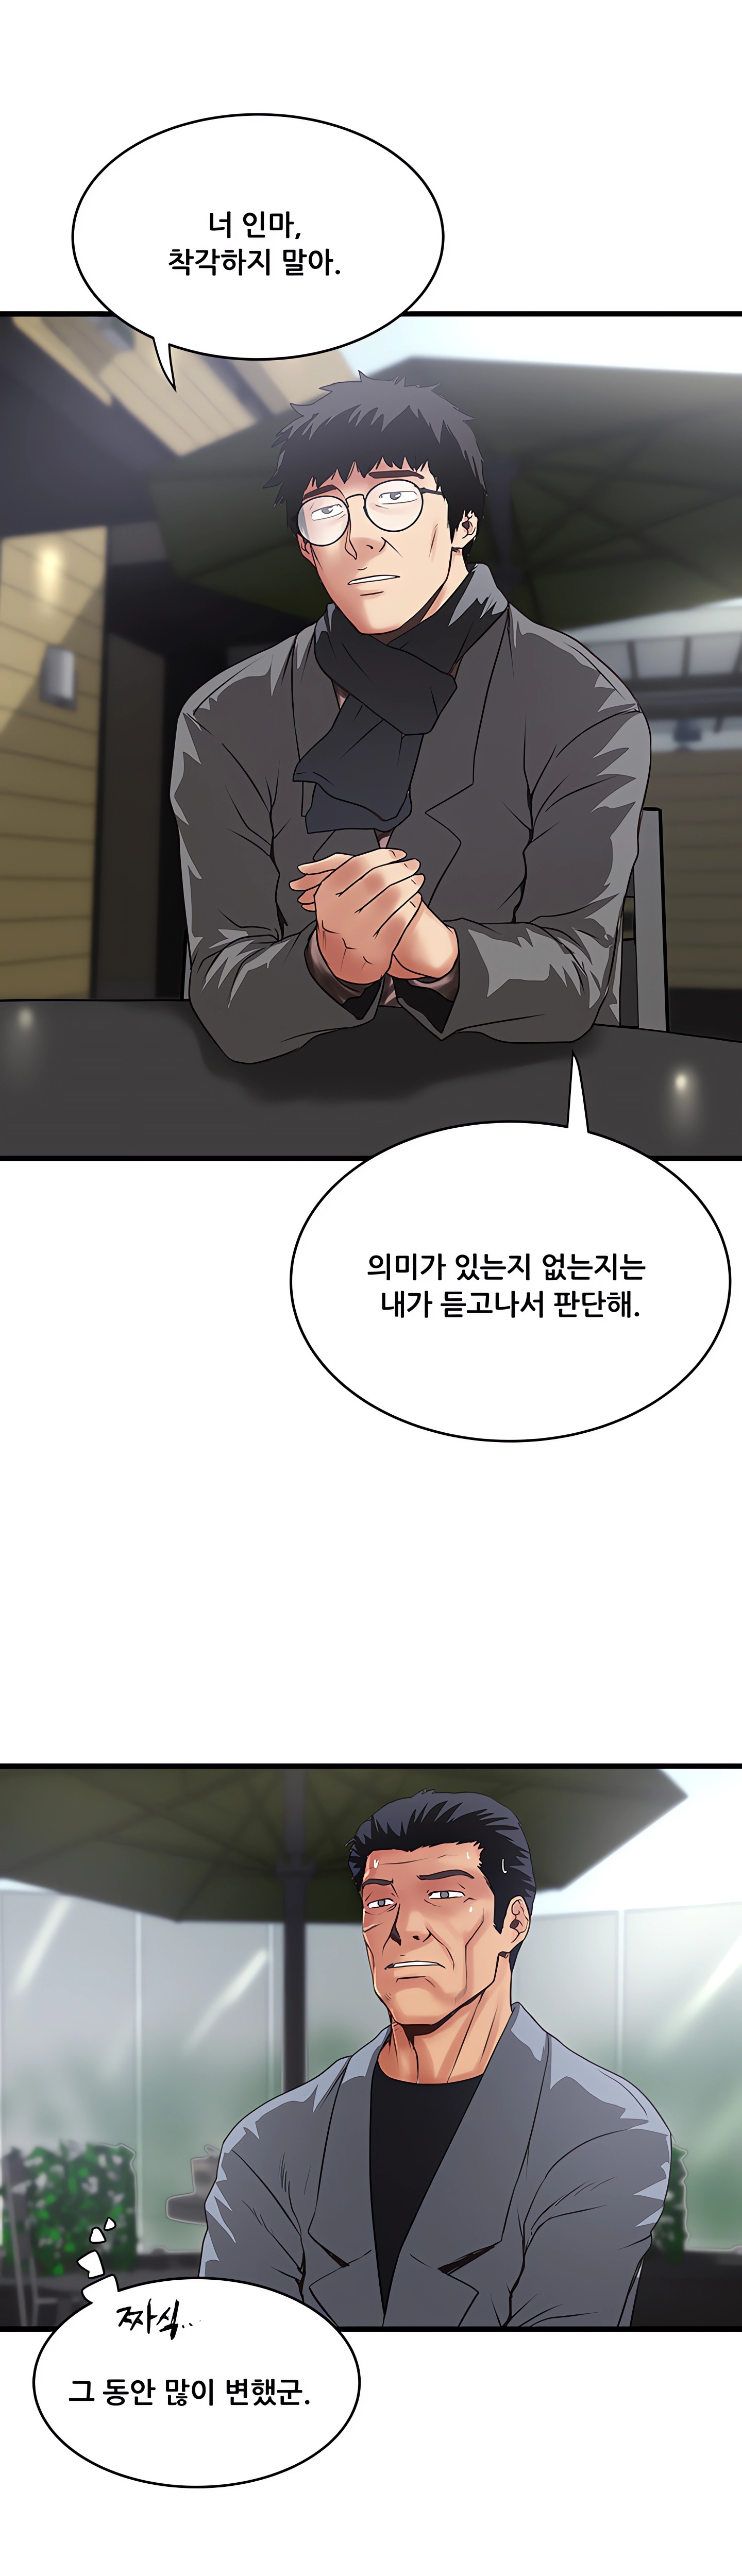 너 인마,
착각하지 말아.
의미가 있는지 없는지는
내가 듣고나서 판단해.
짜식..
그 동안 많이 변했군.